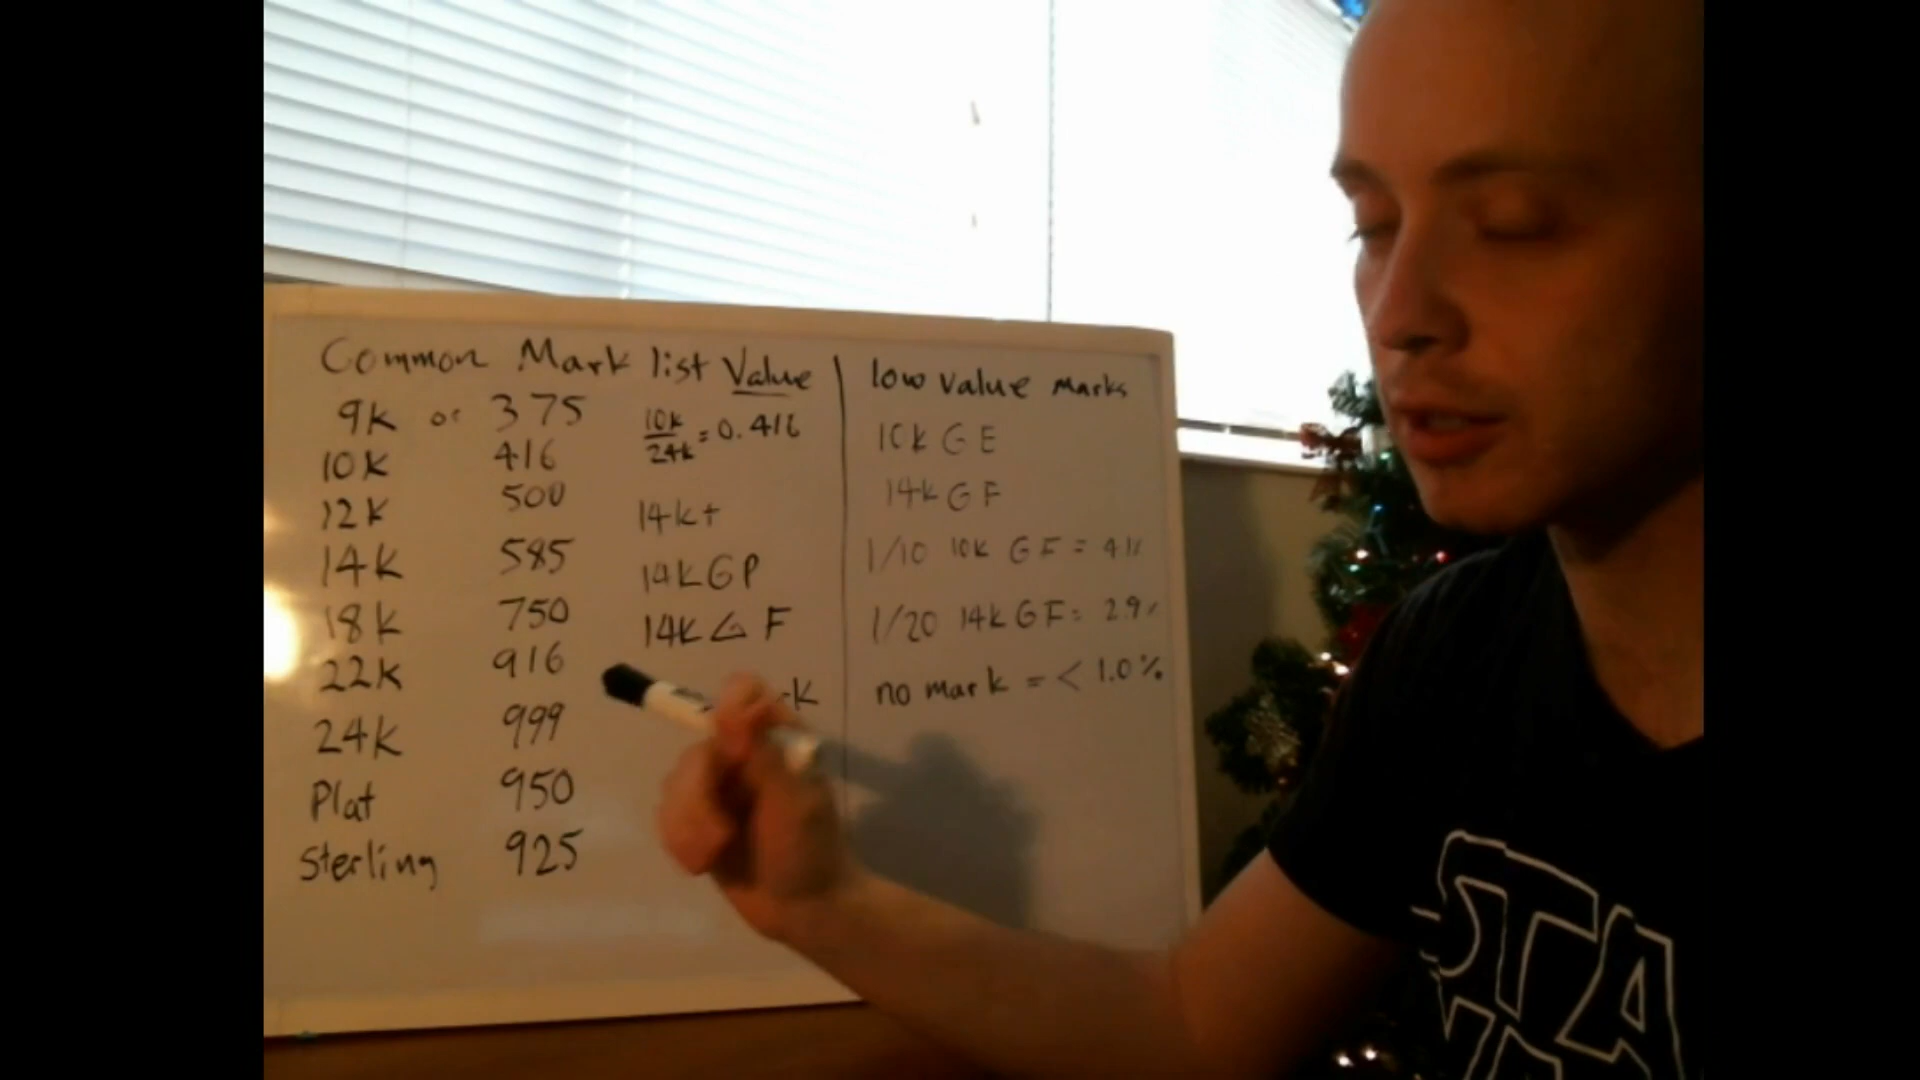 Common Mark list Value
9k or 375
10k 416
12k 500
14k 585
18k 750
22k 916
24k 999
Plat 950
Sterling 925
10k
24k = 0.416
14kt
14KGP
14KGF
low value marks
10k GE
14k GF
1/10 10k GF = 4.1%
1/20 14k GF = 2.9%
no mark = < 1.0%